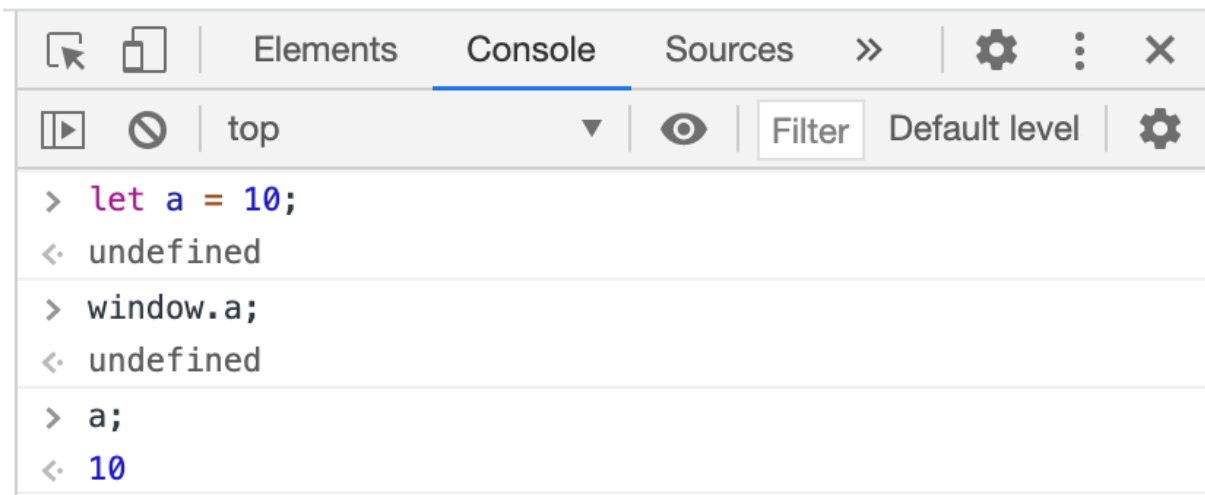 Elements Console Sources
top Filter Default level
let a = 10;
undefined
window.a;
undefined
a;
10